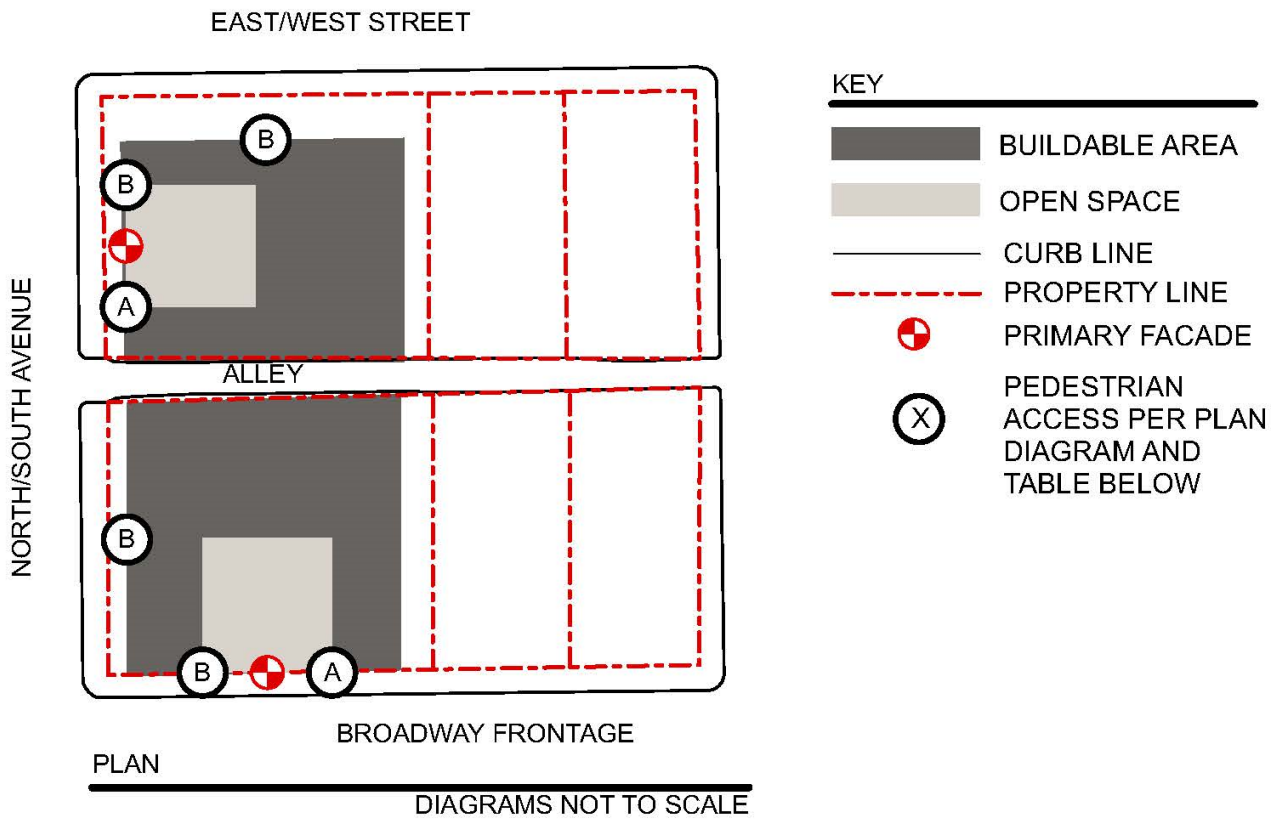 EAST/WEST STREET
B
B
A
NORTH/SOUTH AVENUE
ALLEY
B
B
A
BROADWAY FRONTAGE
PLAN
DIAGRAMS NOT TO SCALE
KEY
BUILDABLE AREA
OPEN SPACE
CURB LINE
PROPERTY LINE
PRIMARY FACADE
X
PEDESTRIAN
ACCESS PER PLAN
DIAGRAM AND
TABLE BELOW